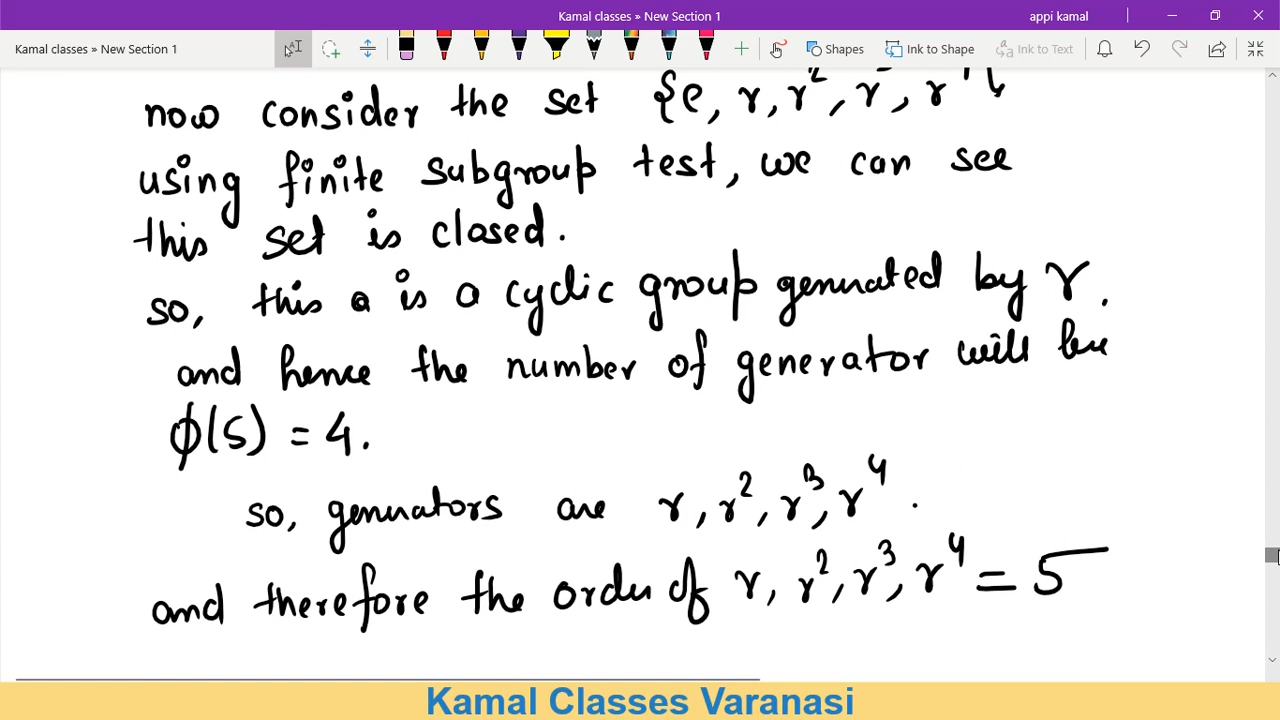 Kamal classes » New Section 1
appi kamal
Kamal classes » New Section 1
Shapes
Ink to Shape
Ink to Text
now consider the set {e, r, r², r³, r⁴}.
using finite subgroup test, we can see
this set is closed.
so, this a is a cyclic group generated by r.
and hence the number of generator will be
φ(5) = 4.
so, generators are r, r², r³, r⁴.
and therefore the order of r, r², r³, r⁴ = 5
Kamal Classes Varanasi